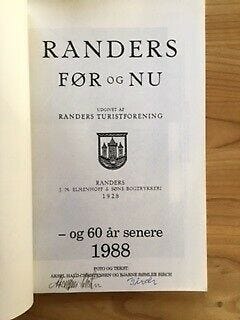 RANDERS
FØR OG NU
UDGIVET AF
RANDERS TURISTFORENING
RANDERS
J. M. ELMENHOFF & SØNS BOGTRYKKERI
1928
– og 60 år senere
1988
FOTO OG TEKST:
AKSEL HALD-CHRISTENSEN OG BJARNE RØMLER BIRCH